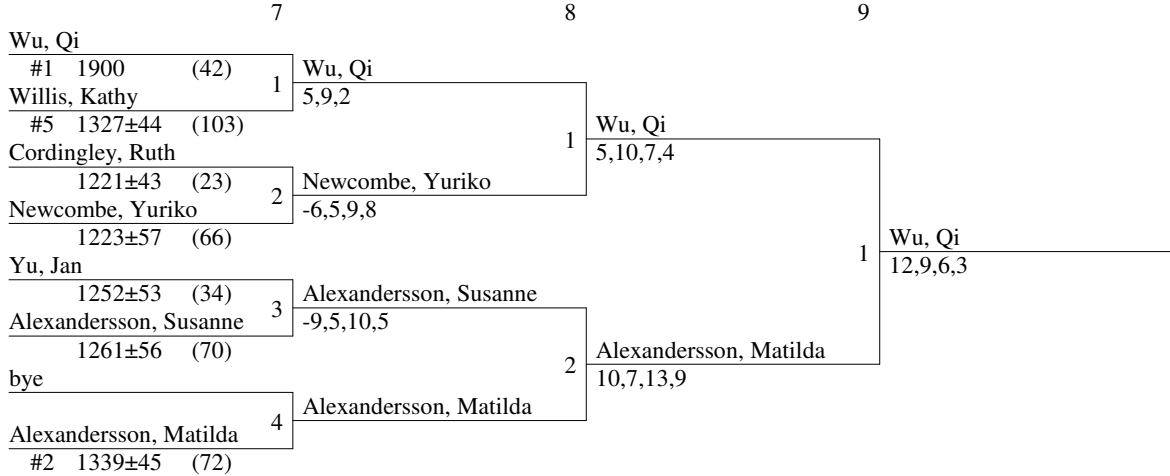 7 8 9
Wu, Qi
#1 1900 (42)
1
Wu, Qi
5,9,2
Willis, Kathy
#5 1327±44 (103)
1
Wu, Qi
5,10,7,4
Cordingley, Ruth
1221±43 (23)
2
Newcombe, Yuriko
-6,5,9,8
Newcombe, Yuriko
1223±57 (66)
1
Wu, Qi
12,9,6,3
Yu, Jan
1252±53 (34)
3
Alexandersson, Susanne
-9,5,10,5
Alexandersson, Susanne
1261±56 (70)
2
Alexandersson, Matilda
10,7,13,9
bye
4
Alexandersson, Matilda
Alexandersson, Matilda
#2 1339±45 (72)